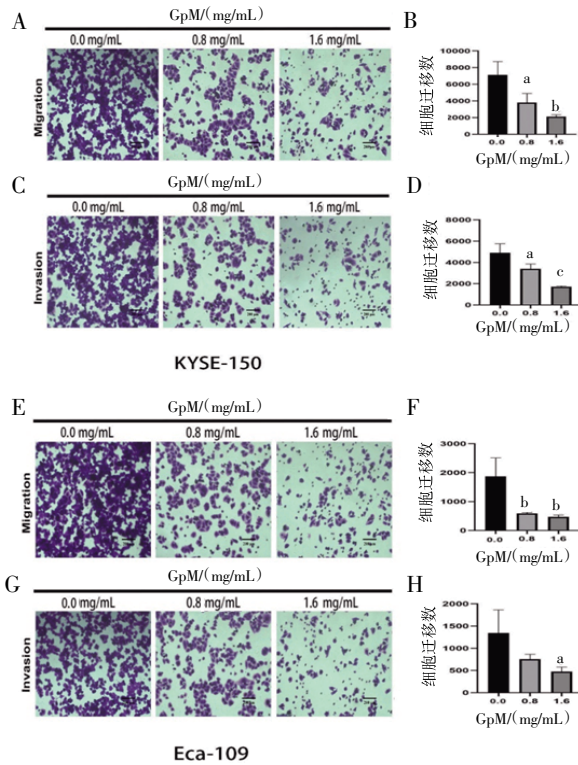 A
GpM/(mg/mL)
0.0 mg/mL 0.8 mg/mL 1.6 mg/mL
Migration
B
10000
8000
6000
4000
2000
0
细胞迁移数
a
b
0.0 0.8 1.6
GpM/(mg/mL)
C
GpM/(mg/mL)
0.0 mg/mL 0.8 mg/mL 1.6 mg/mL
Invasion
D
8000
6000
4000
2000
0
细胞迁移数
a
c
0.0 0.8 1.6
GpM/(mg/mL)
KYSE-150
E
GpM/(mg/mL)
0.0 mg/mL 0.8 mg/mL 1.6 mg/mL
Migration
F
3000
2000
1000
0
细胞迁移数
b
b
0.0 0.8 1.6
GpM/(mg/mL)
G
GpM/(mg/mL)
0.0 mg/mL 0.8 mg/mL 1.6 mg/mL
Invasion
H
2000
1500
1000
500
0
细胞迁移数
a
0.0 0.8 1.6
GpM/(mg/mL)
Eca-109